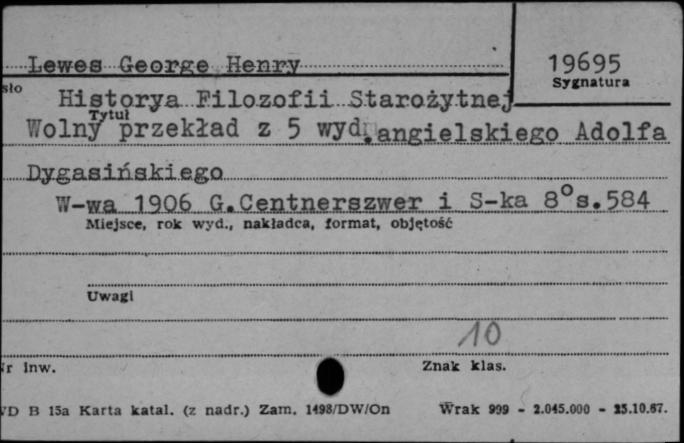 Lewes George Henry
19695
Sygnatura
sło
Historya Filozofii Starożytnej
Tytuł
Wolny przekład z 5 wyd. angielskiego Adolfa
Dygasińskiego
W-wa 1906 G.Centnerszwer i S-ka 8° s.584
Miejsce, rok wyd., nakładca, format, objętość
Uwagi
10
Nr inw.
Znak klas.
VD B 15a Karta katal. (z nadr.) Zam. 1498/DW/On Wrak 999 - 2.045.000 - 25.10.67.